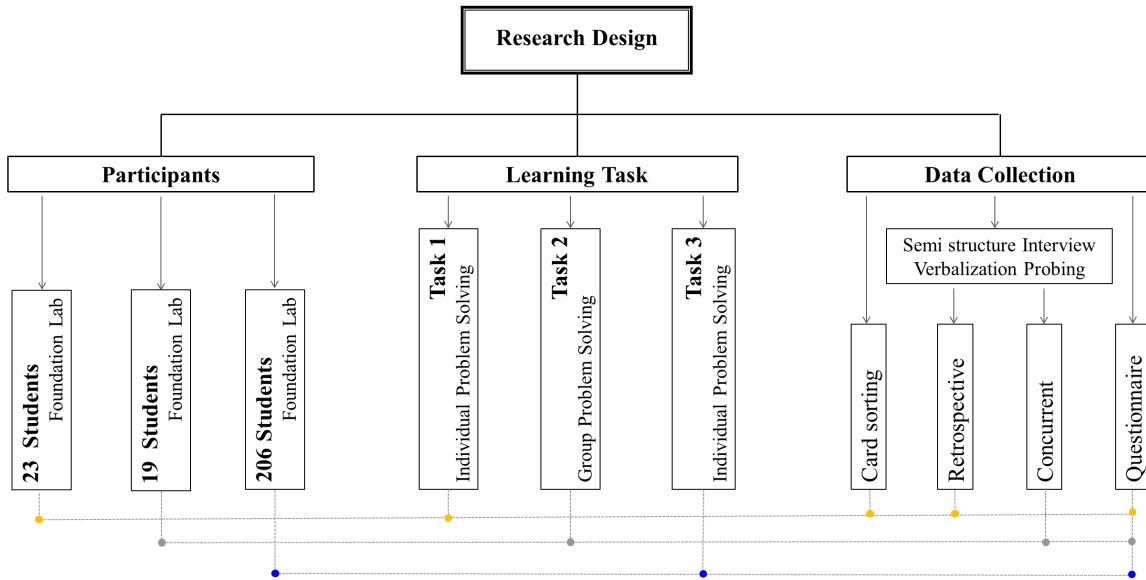 Research Design
Participants
Learning Task
Data Collection
23 Students
Foundation Lab
19 Students
Foundation Lab
206 Students
Foundation Lab
Task 1
Individual Problem Solving
Task 2
Group Problem Solving
Task 3
Individual Problem Solving
Semi structure Interview
Verbalization Probing
Card sorting
Retrospective
Concurrent
Questionnaire